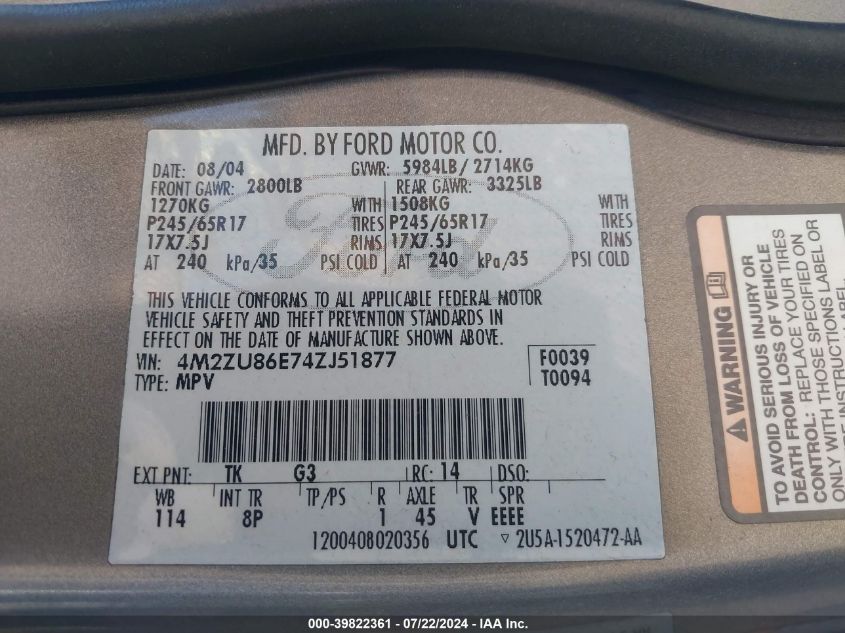 MFD. BY FORD MOTOR CO.
DATE: 08/04 GVWR: 5984LB / 2714KG
FRONT GAWR: 2800LB REAR GAWR: 3325LB
1270KG WITH 1508KG WITH
P245/65R17 TIRES P245/65R17 TIRES
17X7.5J RIMS 17X7.5J RIMS
AT 240 kPa/35 PSI COLD AT 240 kPa/35 PSI COLD
Ford
THIS VEHICLE CONFORMS TO ALL APPLICABLE FEDERAL MOTOR
VEHICLE SAFETY AND THEFT PREVENTION STANDARDS IN
EFFECT ON THE DATE OF MANUFACTURE SHOWN ABOVE.
VIN: 4M2ZU86E74ZJ51877 F0039
TYPE: MPV T0094
EXT PNT: TK G3 RC: 14 DSO:
WB INT TR TP/PS R AXLE TR SPR
114 8P 1 45 V EEEE
1200408020356 UTC ▽ 2U5A-1520472-AA
WARNING
TO AVOID SERIOUS INJURY OR
DEATH FROM LOSS OF VEHICLE
CONTROL: REPLACE YOUR TIRES
ONLY WITH THOSE SPECIFIED ON
CERTIFICATION LABEL OR
000-39822361 / 07/22/2024 - IAA Inc.